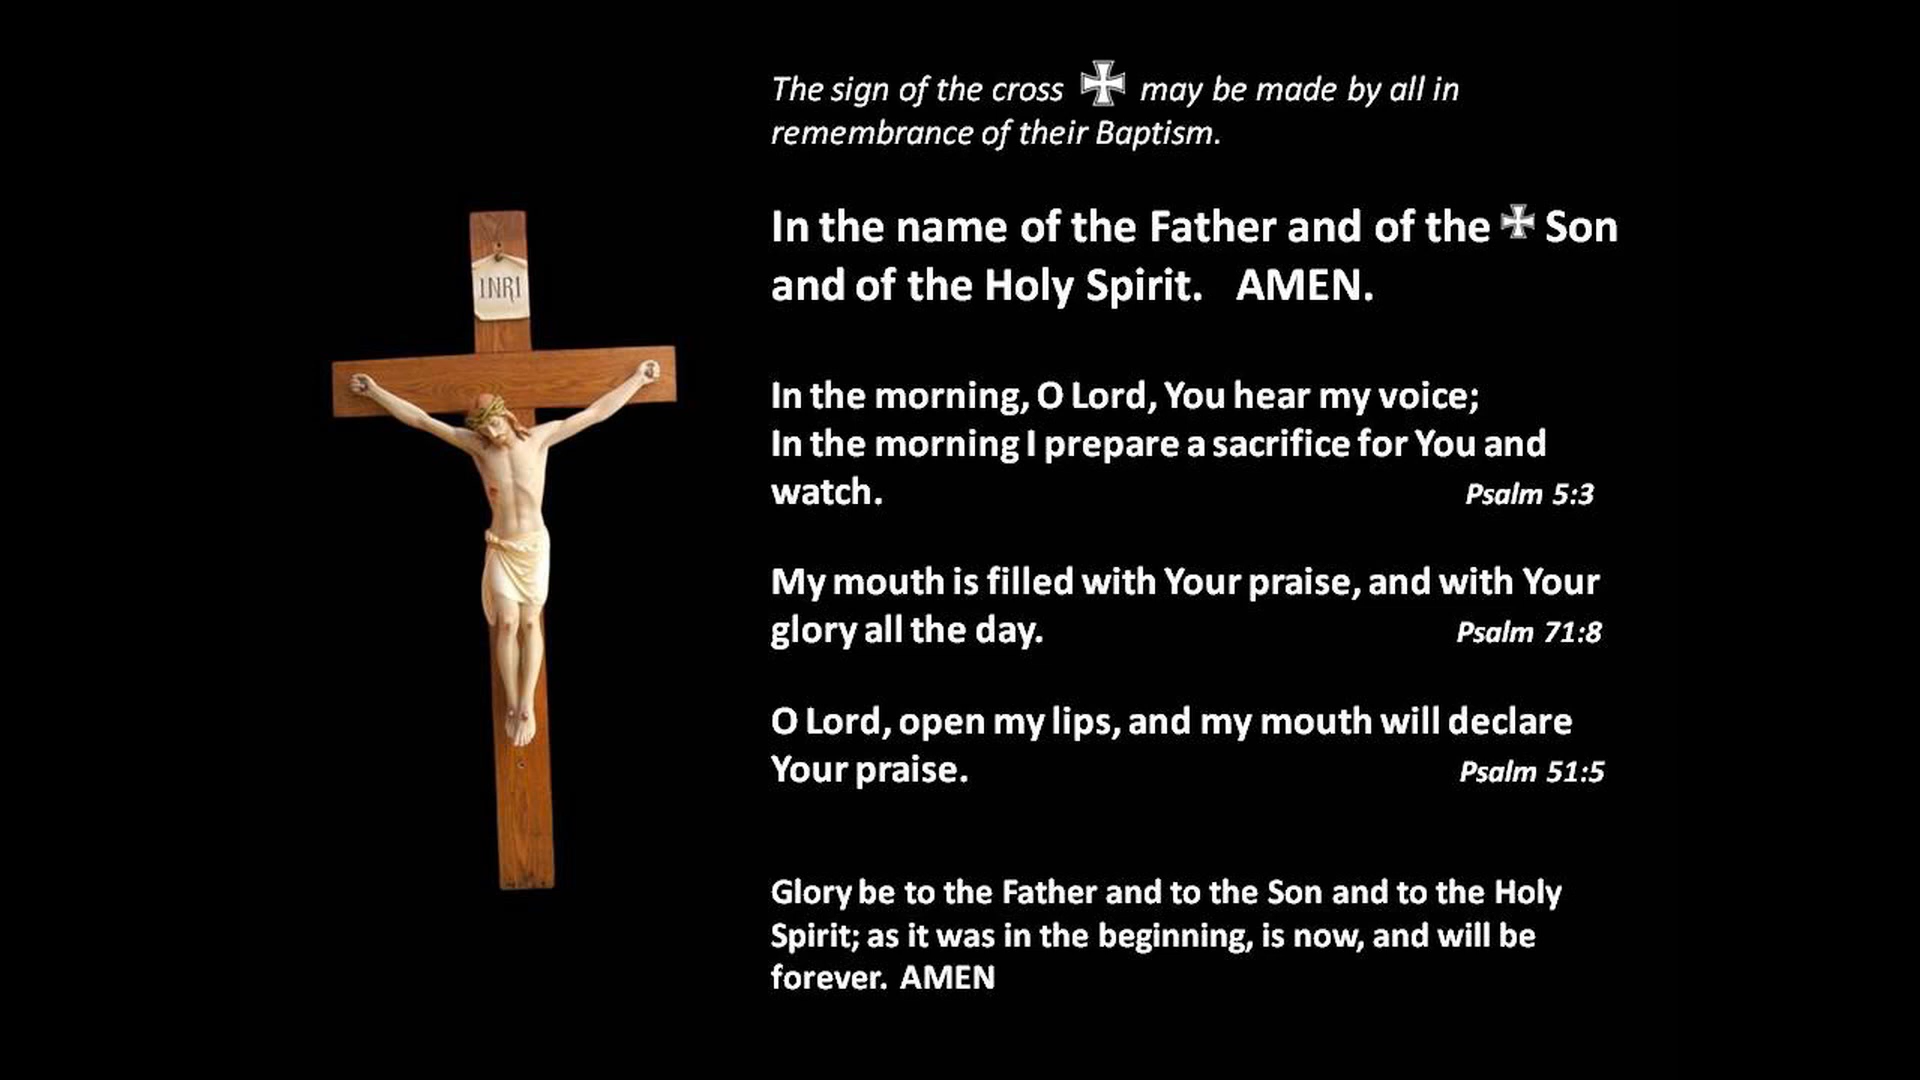 The sign of the cross ✠ may be made by all in
remembrance of their Baptism.
In the name of the Father and of the ✠ Son
and of the Holy Spirit. AMEN.
INRI
In the morning, O Lord, You hear my voice;
In the morning I prepare a sacrifice for You and
watch. Psalm 5:3
My mouth is filled with Your praise, and with Your
glory all the day. Psalm 71:8
O Lord, open my lips, and my mouth will declare
Your praise. Psalm 51:5
Glory be to the Father and to the Son and to the Holy
Spirit; as it was in the beginning, is now, and will be
forever. AMEN